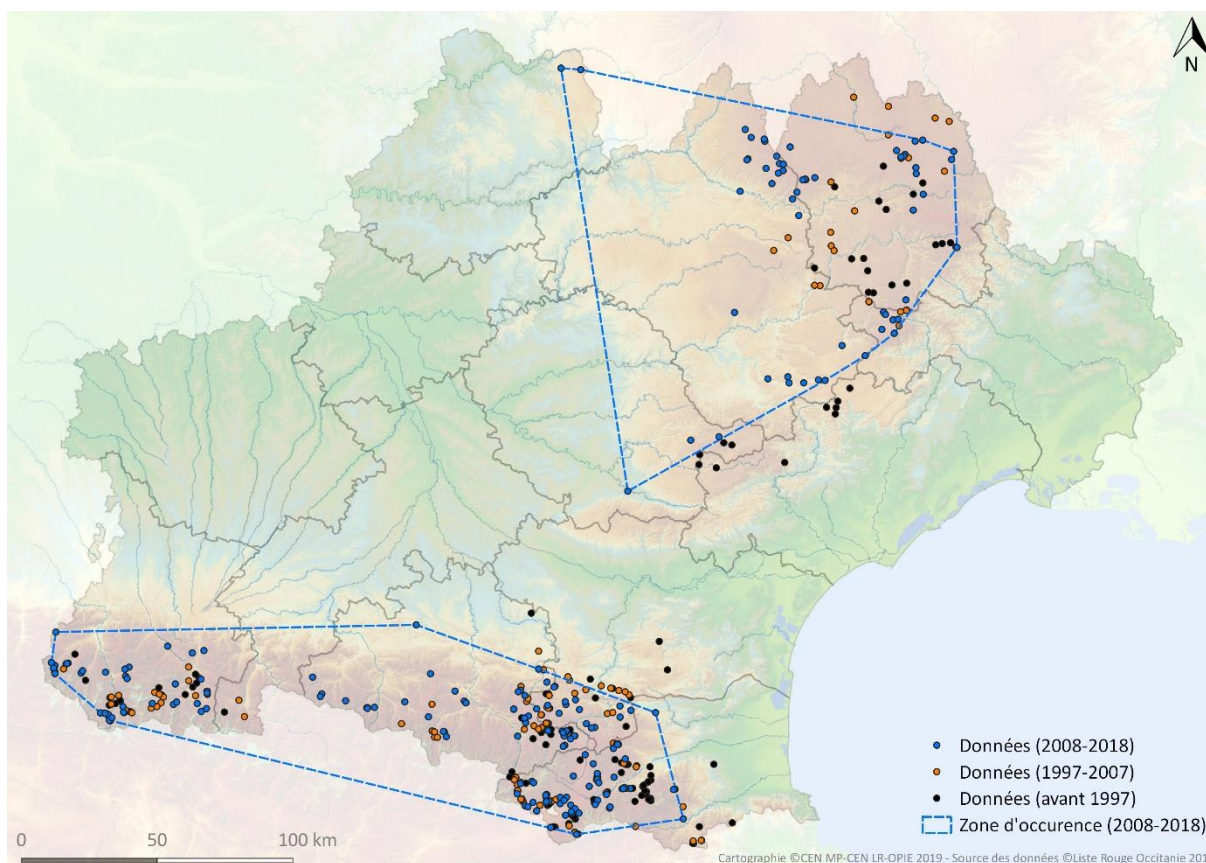 N
Données (2008-2018)
Données (1997-2007)
Données (avant 1997)
Zone d'occurence (2008-2018)
0 50 100 km
Cartographie ©CEN MP-CEN LR-OPIE 2019 - Source des données ©Liste Rouge Occitanie 201